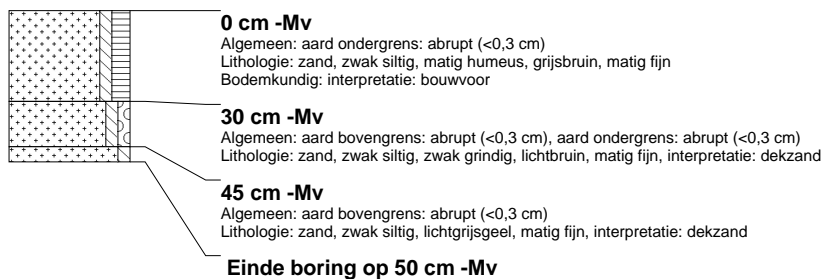 0 cm -Mv
Algemeen: aard ondergrens: abrupt (<0,3 cm)
Lithologie: zand, zwak siltig, matig humeus, grijsbruin, matig fijn
Bodemkundig: interpretatie: bouwvoor
30 cm -Mv
Algemeen: aard bovengrens: abrupt (<0,3 cm), aard ondergrens: abrupt (<0,3 cm)
Lithologie: zand, zwak siltig, zwak grindig, lichtbruin, matig fijn, interpretatie: dekzand
45 cm -Mv
Algemeen: aard bovengrens: abrupt (<0,3 cm)
Lithologie: zand, zwak siltig, lichtgrijsgeel, matig fijn, interpretatie: dekzand
Einde boring op 50 cm -Mv